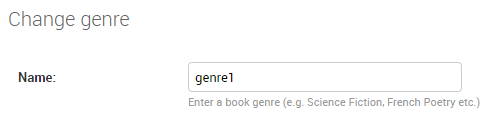 Change genre
Name: genre1
Enter a book genre (e.g. Science Fiction, French Poetry etc.)